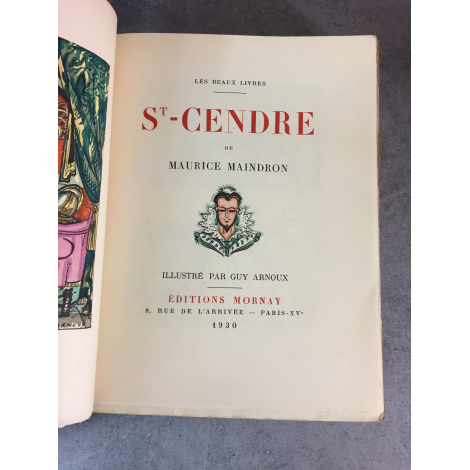 LES BEAUX LIVRES
Sᵀ-CENDRE
DE
MAURICE MAINDRON
ILLUSTRÉ PAR GUY ARNOUX
ÉDITIONS MORNAY
8, RUE DE L'ARRIVÉE — PARIS-XVᵉ
1930